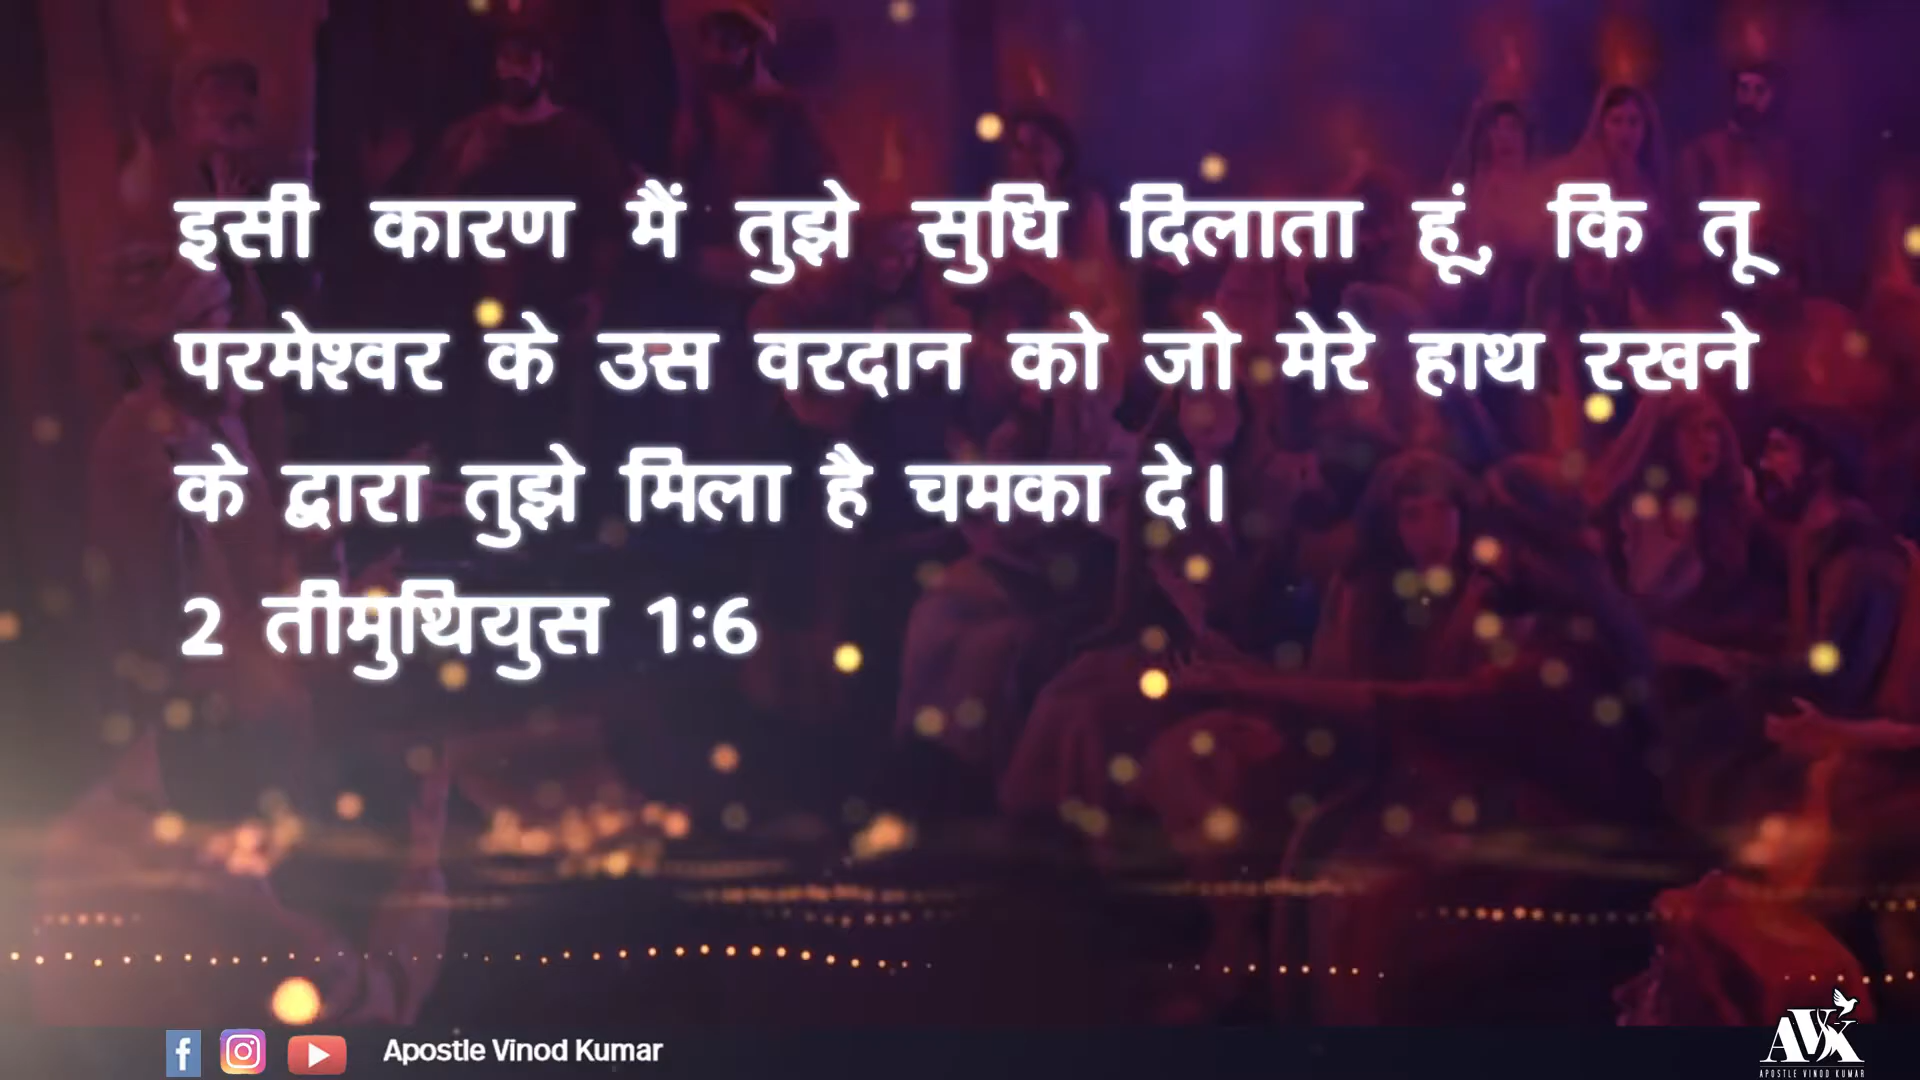 इसी कारण मैं तुझे सुधि दिलाता हूं, कि तू
परमेश्वर के उस वरदान को जो मेरे हाथ रखने
के द्वारा तुझे मिला है चमका दे।
2 तीमुथियुस 1:6
Apostle Vinod Kumar
AVK
APOSTLE VINOD KUMAR